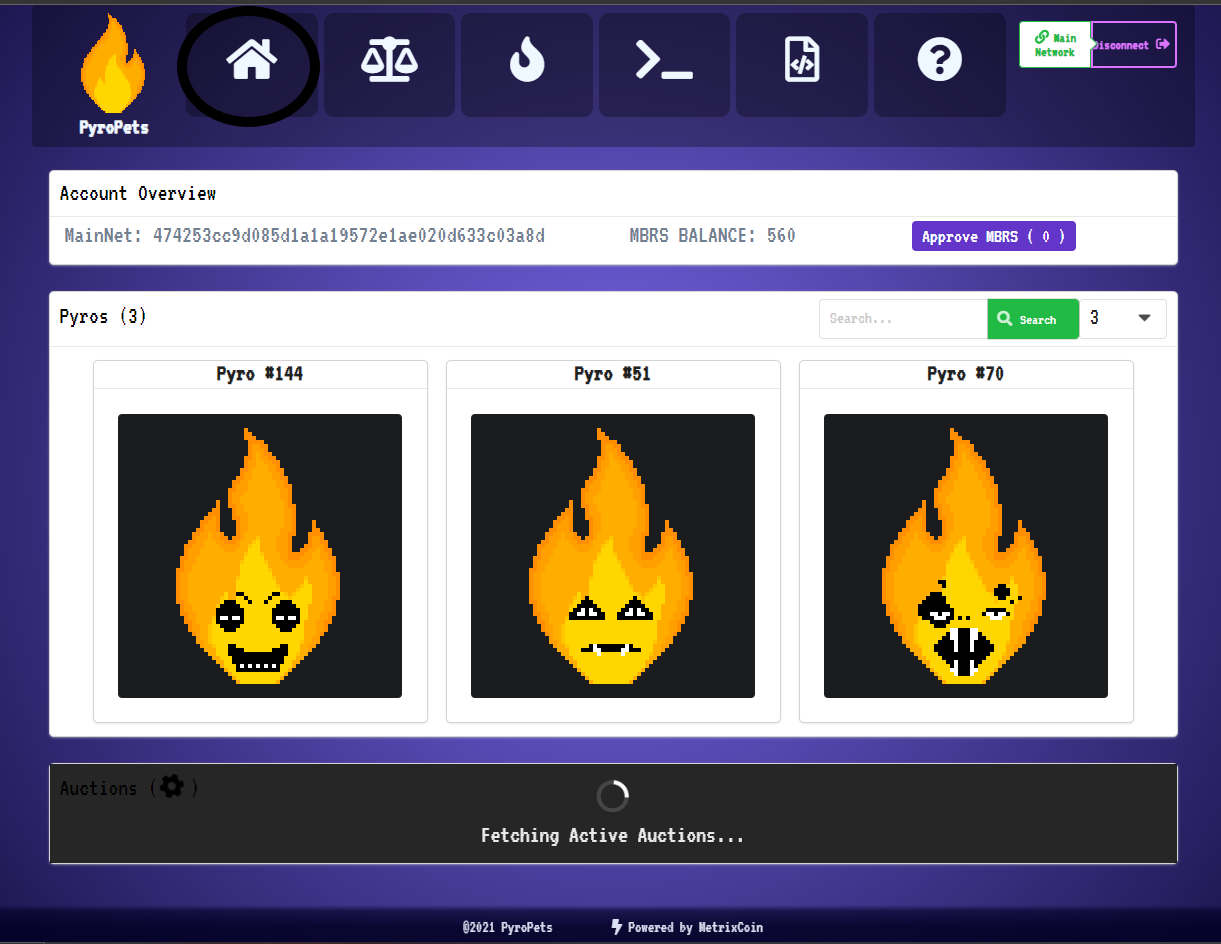 PyroPets
Main
Network
Disconnect
Account Overview
MainNet: 474253cc9d085d1a1a19572e1ae020d633c03a8d
MBRS BALANCE: 560
Approve MBRS ( 0 )
Pyros (3)
Search...
Search
3
Pyro #144
Pyro #51
Pyro #70
Auctions ( )
Fetching Active Auctions...
@2021 PyroPets
Powered by MetrixCoin